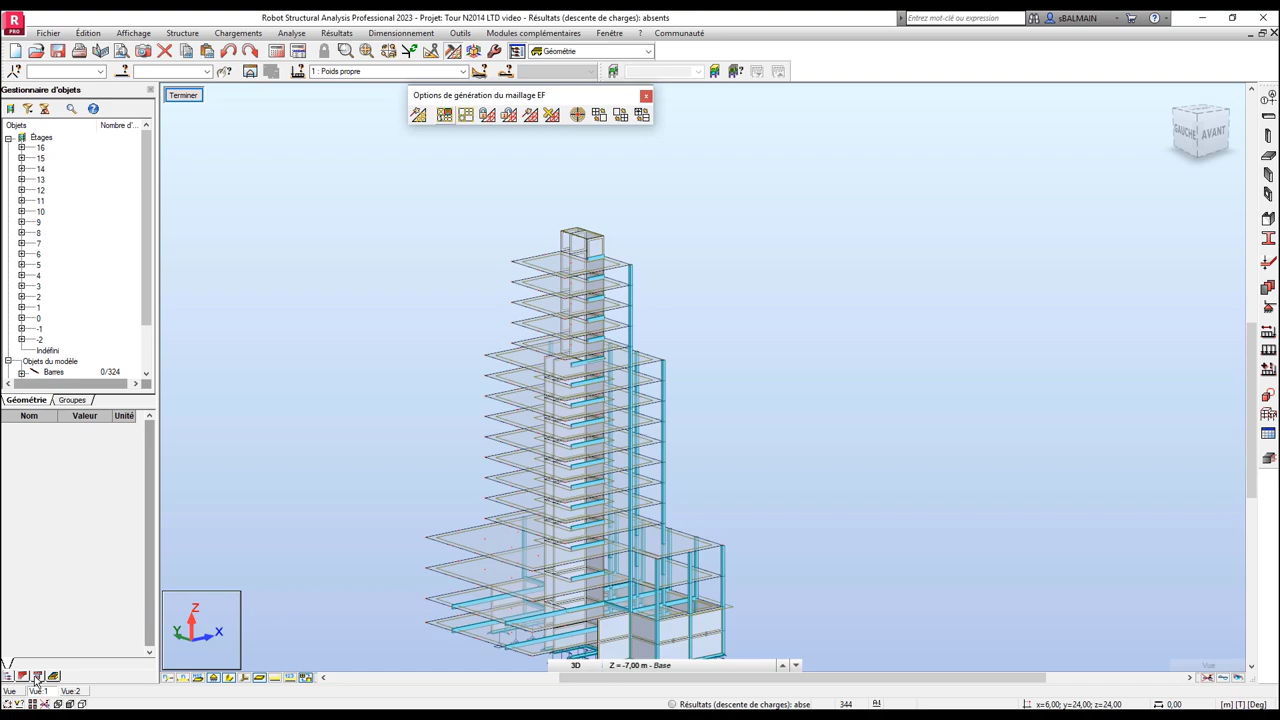 R
PRO
Robot Structural Analysis Professional 2023 - Projet: Tour N2014 LTD video - Résultats (descente de charges): absents
Entrez mot-clé ou expression
sBALMAIN
Fichier Édition Affichage Structure Chargements Analyse Résultats Dimensionnement Outils Modules complémentaires Fenêtre ? Communauté
Géométrie
1 : Poids propre
Gestionnaire d'objets
Terminer
Options de génération du maillage EF
GAUCHE AVANT
Objets Nombre d'...
Étages
16
15
14
13
12
11
10
9
8
7
6
5
4
3
2
1
0
-1
-2
Indéfini
Objets du modèle
Barres 0/324
Géométrie Groupes
Nom Valeur Unité
Z
Y X
3D Z = -7,00 m - Base
Vue
Vue Vue:1 Vue:2
Résultats (descente de charges): abse 344 x=6,00; y=24,00; z=24,00 0,00 [m] [T] [Deg]